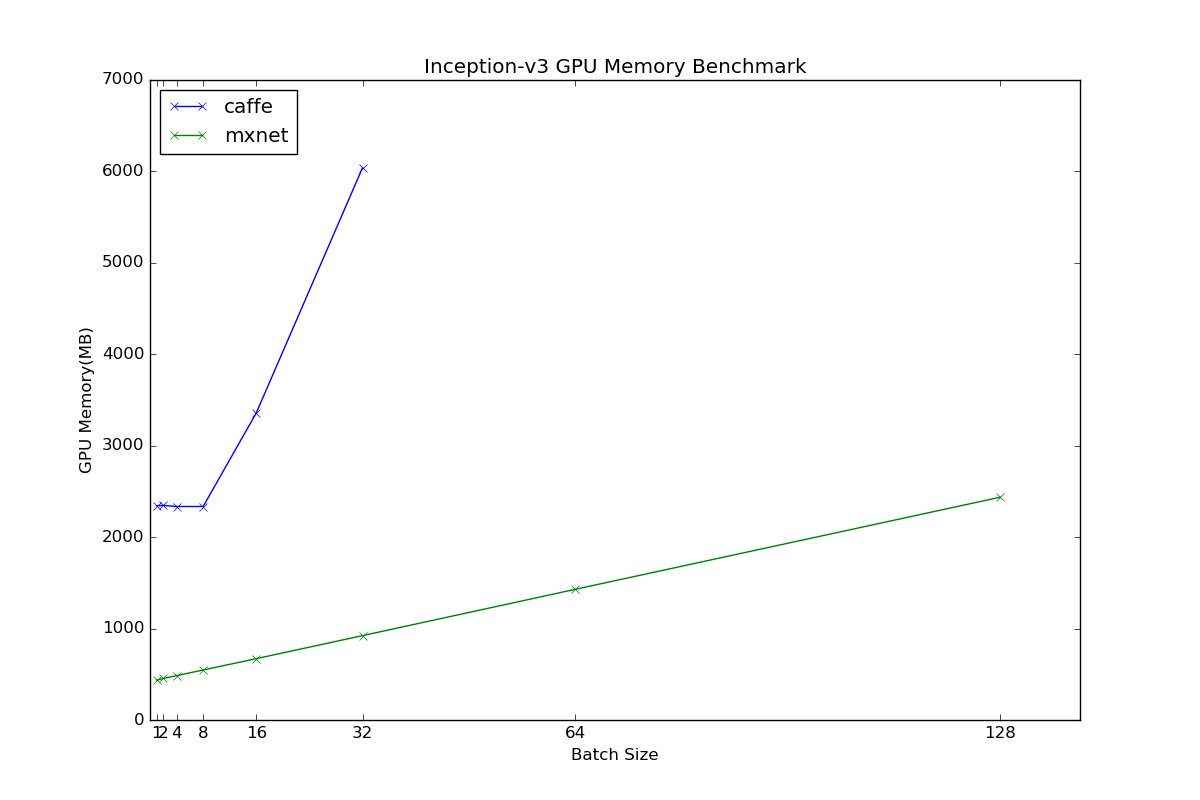 Inception-v3 GPU Memory Benchmark
7000
6000
5000
4000
3000
2000
1000
0
caffe
mxnet
GPU Memory(MB)
1 2 4 8 16 32 64 128
Batch Size